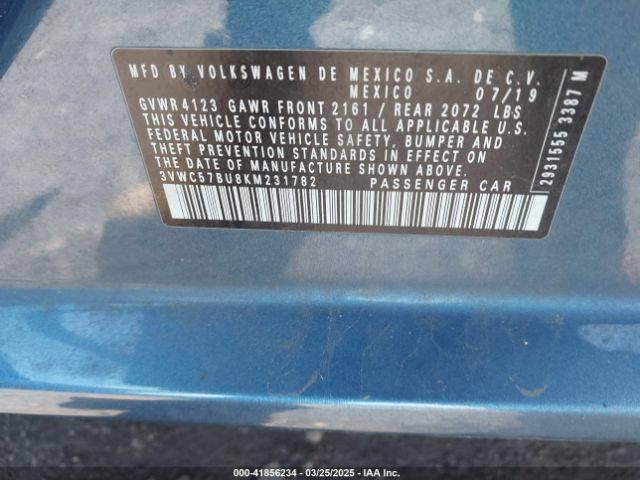 MFD BY VOLKSWAGEN DE MEXICO S.A. DE C.V.
MEXICO 07/19
GVWR 4123 GAWR FRONT 2161 / REAR 2072 LBS
THIS VEHICLE CONFORMS TO ALL APPLICABLE U.S.
FEDERAL MOTOR VEHICLE SAFETY, BUMPER AND
THEFT PREVENTION STANDARDS IN EFFECT ON
THE DATE OF MANUFACTURE SHOWN ABOVE.
3VWC57BU8KM231782 PASSENGER CAR
2931555 3387 M
000-41856234 - 03/25/2025 - IAA Inc.